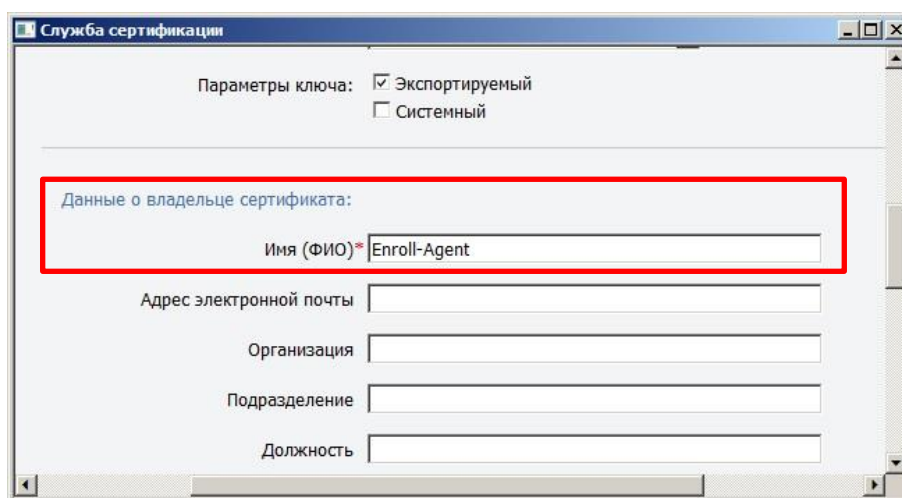 Служба сертификации
Параметры ключа: Экспортируемый
Системный
Данные о владельце сертификата:
Имя (ФИО)* Enroll-Agent
Адрес электронной почты
Организация
Подразделение
Должность